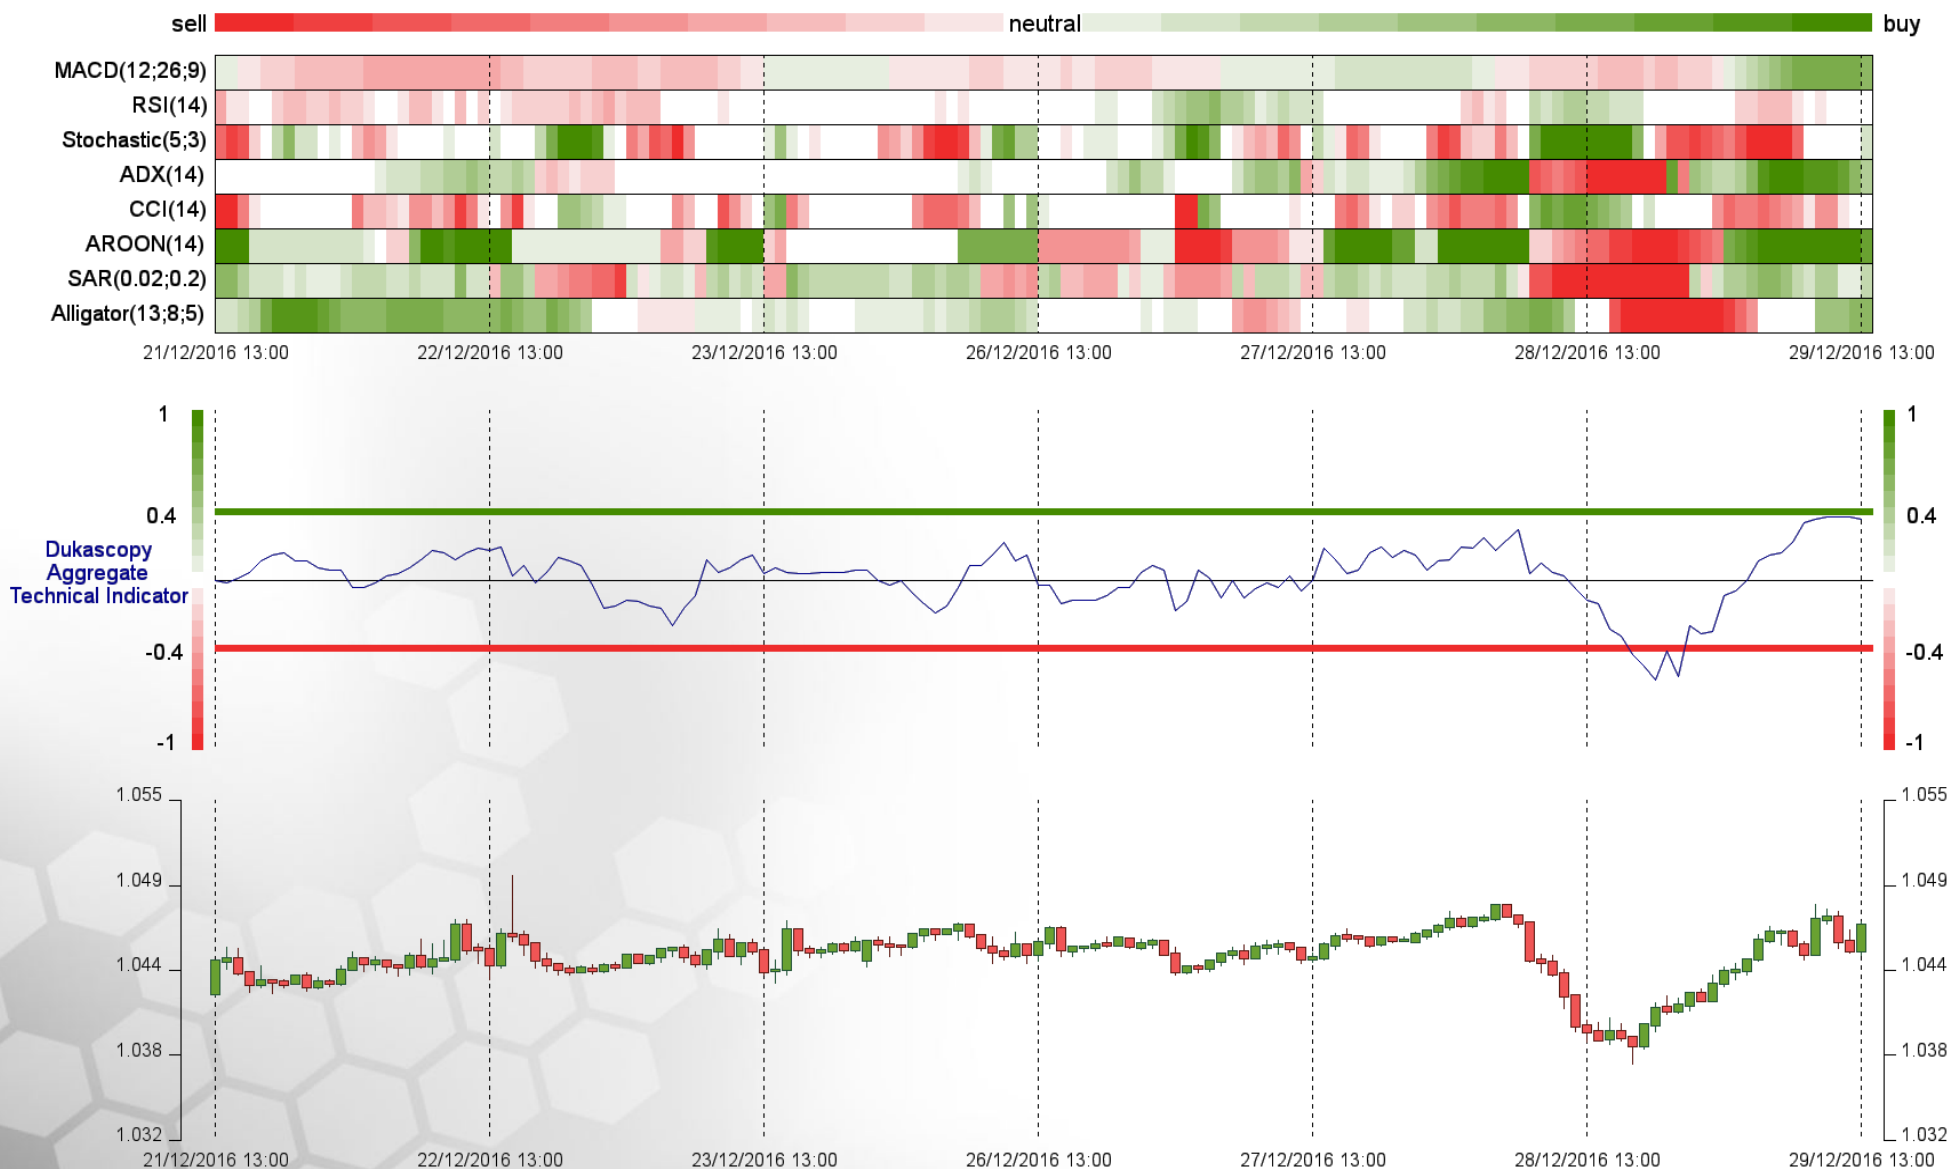 sell neutral buy
MACD(12;26;9)
RSI(14)
Stochastic(5;3)
ADX(14)
CCI(14)
AROON(14)
SAR(0.02;0.2)
Alligator(13;8;5)
21/12/2016 13:00 22/12/2016 13:00 23/12/2016 13:00 26/12/2016 13:00 27/12/2016 13:00 28/12/2016 13:00 29/12/2016 13:00
1 1
0.4 0.4
Dukascopy
Aggregate
Technical Indicator
-0.4 -0.4
-1 -1
1.055 1.055
1.049 1.049
1.044 1.044
1.038 1.038
1.032 1.032
21/12/2016 13:00 22/12/2016 13:00 23/12/2016 13:00 26/12/2016 13:00 27/12/2016 13:00 28/12/2016 13:00 29/12/2016 13:00